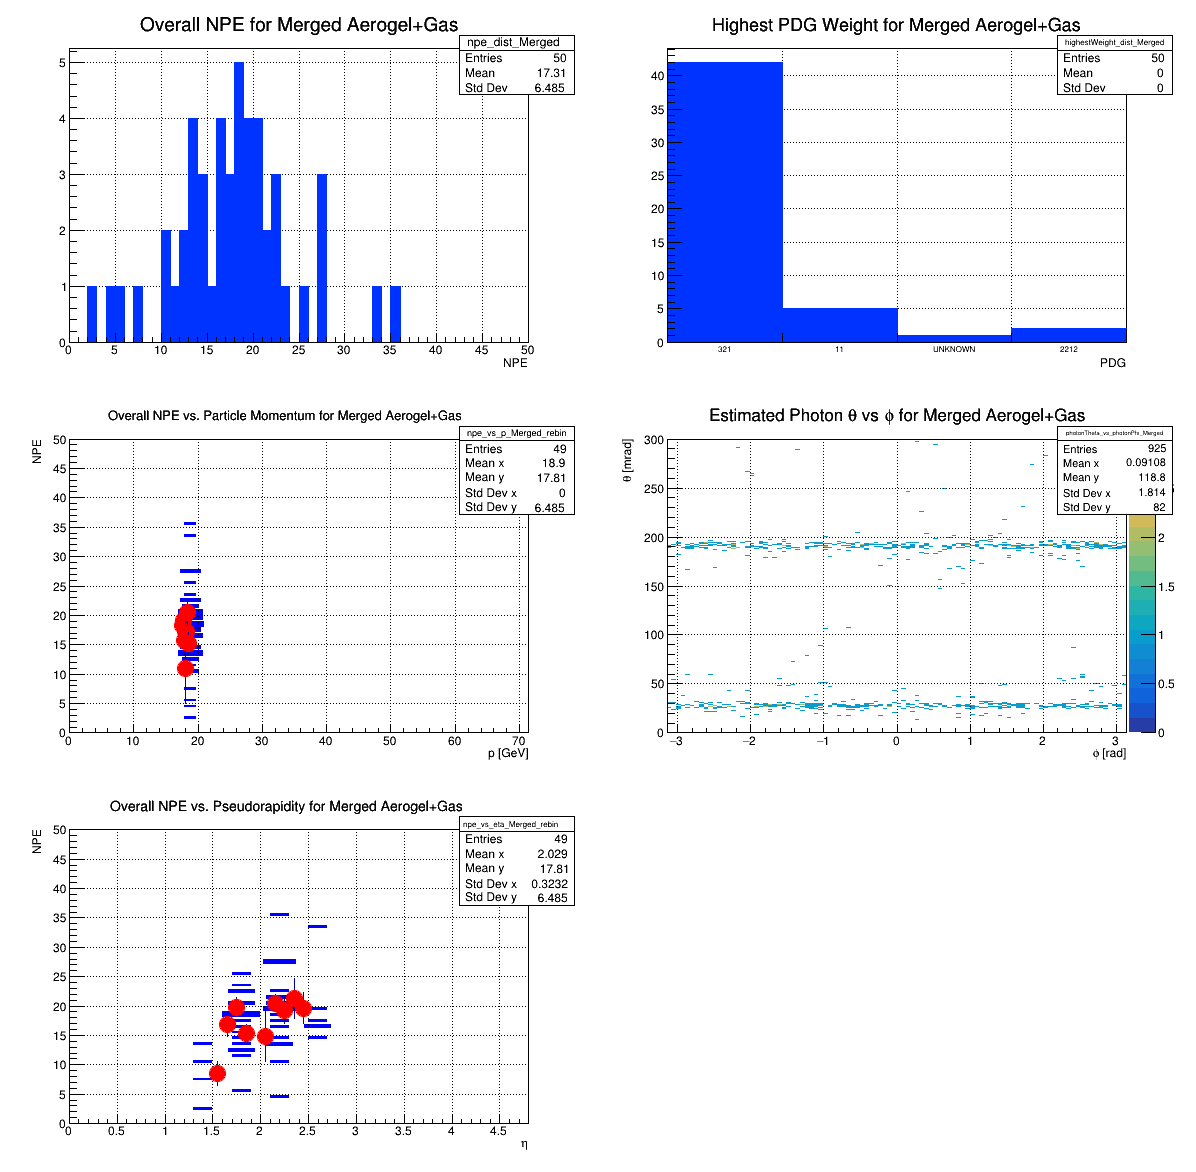 Overall NPE for Merged Aerogel+Gas
npe_dist_Merged
Entries 50
Mean 17.31
Std Dev 6.485
5
4
3
2
1
0
0 5 10 15 20 25 30 35 40 45 50
NPE
Highest PDG Weight for Merged Aerogel+Gas
highestWeight_dist_Merged
Entries 50
Mean 0
Std Dev 0
40
35
30
25
20
15
10
5
0
321 11 UNKNOWN 2212
PDG
Overall NPE vs. Particle Momentum for Merged Aerogel+Gas
npe_vs_p_Merged_rebin
Entries 49
Mean x 18.9
Mean y 17.81
Std Dev x 0
Std Dev y 6.485
NPE
50
45
40
35
30
25
20
15
10
5
0
0 10 20 30 40 50 60 70
p [GeV]
Estimated Photon θ vs ϕ for Merged Aerogel+Gas
photonTheta_vs_photonPhi_Merged
Entries 925
Mean x 0.09108
Mean y 118.8
Std Dev x 1.814
Std Dev y 82
θ [mrad]
300
250
200
150
100
50
0
−3 −2 −1 0 1 2 3
ϕ [rad]
2
1.5
1
0.5
0
Overall NPE vs. Pseudorapidity for Merged Aerogel+Gas
npe_vs_eta_Merged_rebin
Entries 49
Mean x 2.029
Mean y 17.81
Std Dev x 0.3232
Std Dev y 6.485
NPE
50
45
40
35
30
25
20
15
10
5
0
0 0.5 1 1.5 2 2.5 3 3.5 4 4.5
η